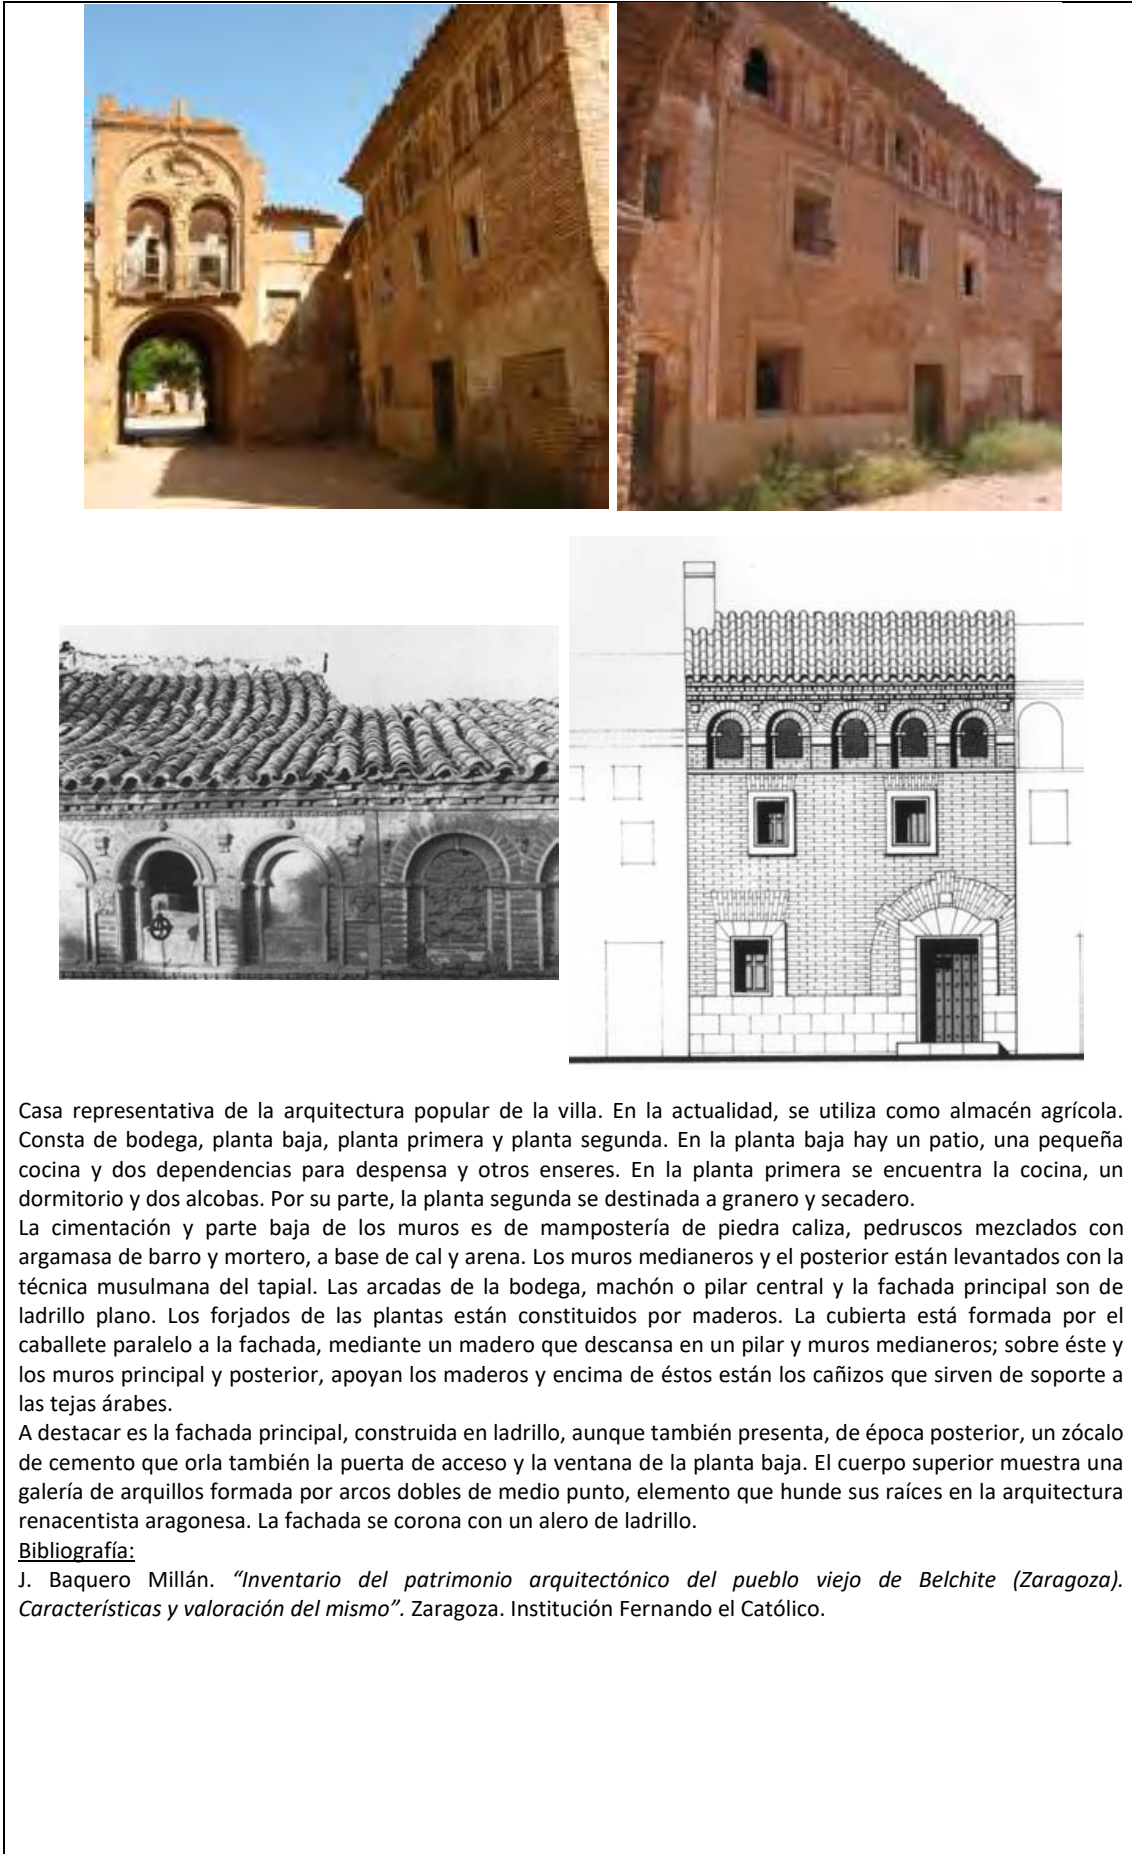 Casa representativa de la arquitectura popular de la villa. En la actualidad, se utiliza como almacén agrícola.
Consta de bodega, planta baja, planta primera y planta segunda. En la planta baja hay un patio, una pequeña
cocina y dos dependencias para despensa y otros enseres. En la planta primera se encuentra la cocina, un
dormitorio y dos alcobas. Por su parte, la planta segunda se destinada a granero y secadero.
La cimentación y parte baja de los muros es de mampostería de piedra caliza, pedruscos mezclados con
argamasa de barro y mortero, a base de cal y arena. Los muros medianeros y el posterior están levantados con la
técnica musulmana del tapial. Las arcadas de la bodega, machón o pilar central y la fachada principal son de
ladrillo plano. Los forjados de las plantas están constituidos por maderos. La cubierta está formada por el
caballete paralelo a la fachada, mediante un madero que descansa en un pilar y muros medianeros; sobre éste y
los muros principal y posterior, apoyan los maderos y encima de éstos están los cañizos que sirven de soporte a
las tejas árabes.
A destacar es la fachada principal, construida en ladrillo, aunque también presenta, de época posterior, un zócalo
de cemento que orla también la puerta de acceso y la ventana de la planta baja. El cuerpo superior muestra una
galería de arquillos formada por arcos dobles de medio punto, elemento que hunde sus raíces en la arquitectura
renacentista aragonesa. La fachada se corona con un alero de ladrillo.
Bibliografía:
J. Baquero Millán. “Inventario del patrimonio arquitectónico del pueblo viejo de Belchite (Zaragoza).
Características y valoración del mismo”. Zaragoza. Institución Fernando el Católico.